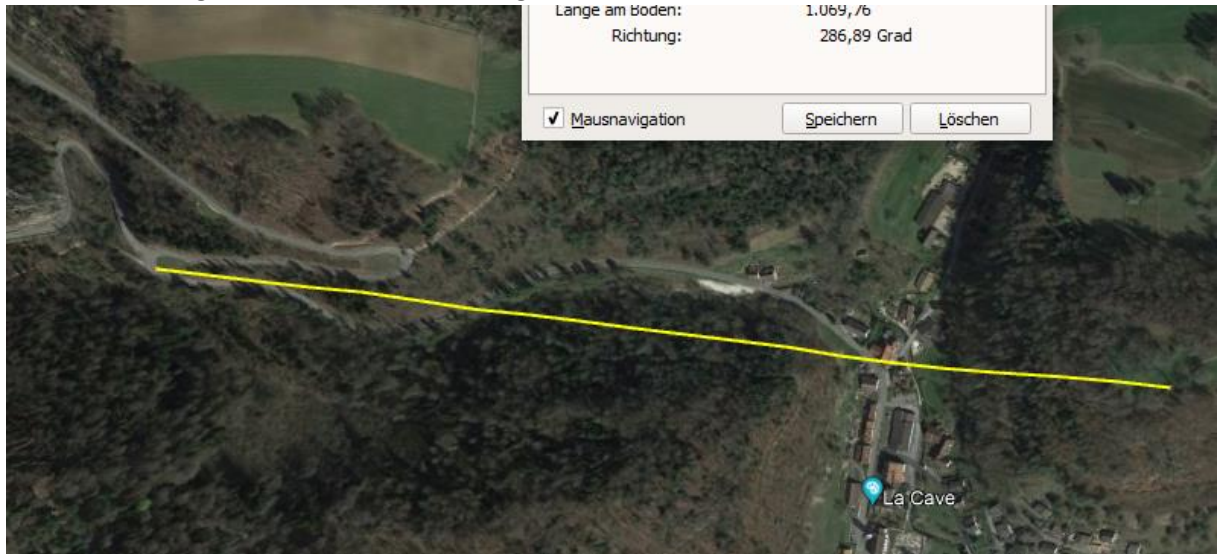 Länge am Boden: 1.069,76
Richtung: 286,89 Grad
Mausnavigation Speichern Löschen
La Cave